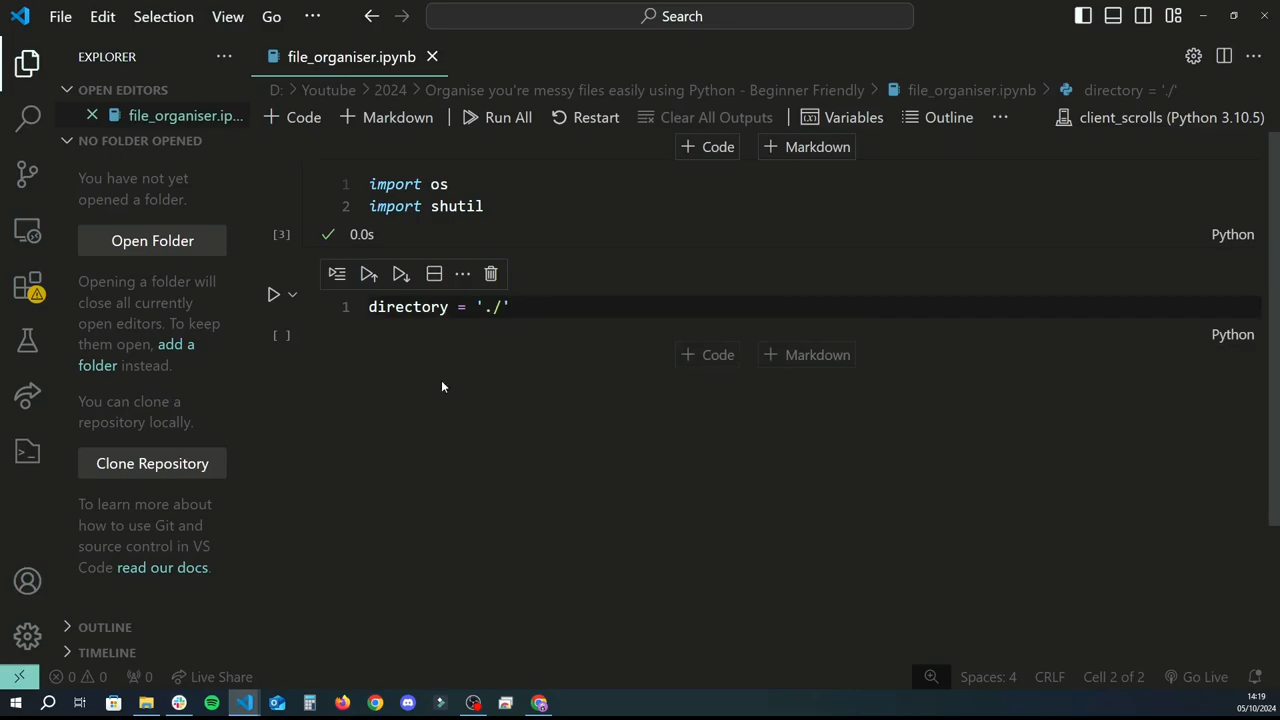 File Edit Selection View Go ··· Search
EXPLORER ···
file_organiser.ipynb
OPEN EDITORS
file_organiser.ip...
NO FOLDER OPENED
You have not yet
opened a folder.
Open Folder
Opening a folder will
close all currently
open editors. To keep
them open, add a
folder instead.
You can clone a
repository locally.
Clone Repository
To learn more about
how to use Git and
source control in VS
Code read our docs.
OUTLINE
TIMELINE
D: > Youtube > 2024 > Organise you're messy files easily using Python - Beginner Friendly > file_organiser.ipynb > directory = './'
+ Code + Markdown Run All Restart Clear All Outputs Variables Outline ··· client_scrolls (Python 3.10.5)
+ Code + Markdown
1 import os
2 import shutil
[3] 0.0s Python
1 directory = './'
[ ] Python
+ Code + Markdown
0 0 0 Live Share Spaces: 4 CRLF Cell 2 of 2 Go Live
14:19
05/10/2024